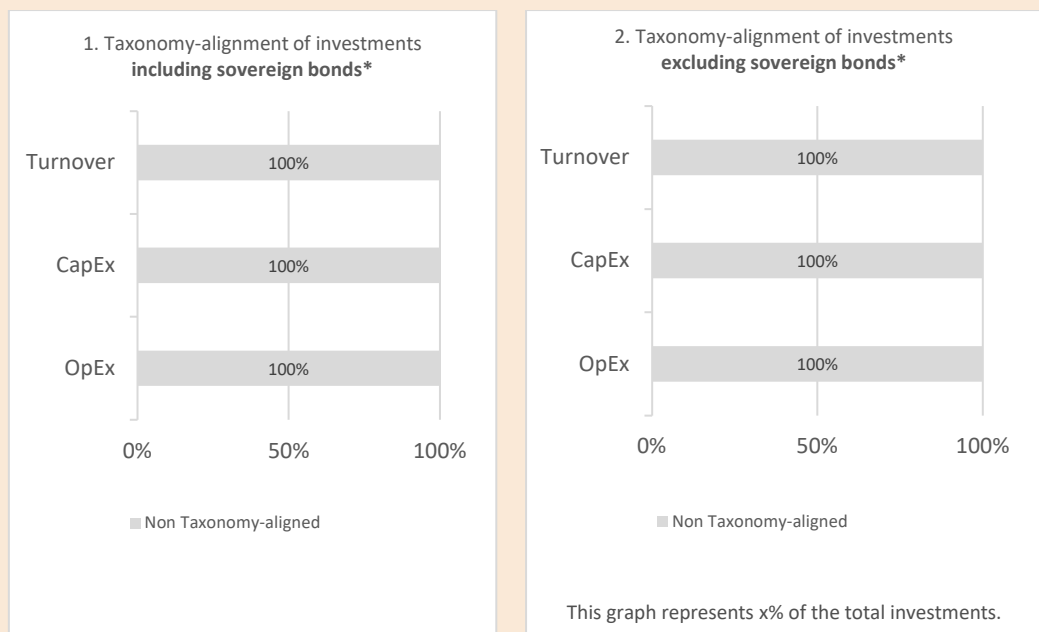 1. Taxonomy-alignment of investments
including sovereign bonds*
Turnover
100%
CapEx
100%
OpEx
100%
0% 50% 100%
Non Taxonomy-aligned
2. Taxonomy-alignment of investments
excluding sovereign bonds*
Turnover
100%
CapEx
100%
OpEx
100%
0% 50% 100%
Non Taxonomy-aligned
This graph represents x% of the total investments.